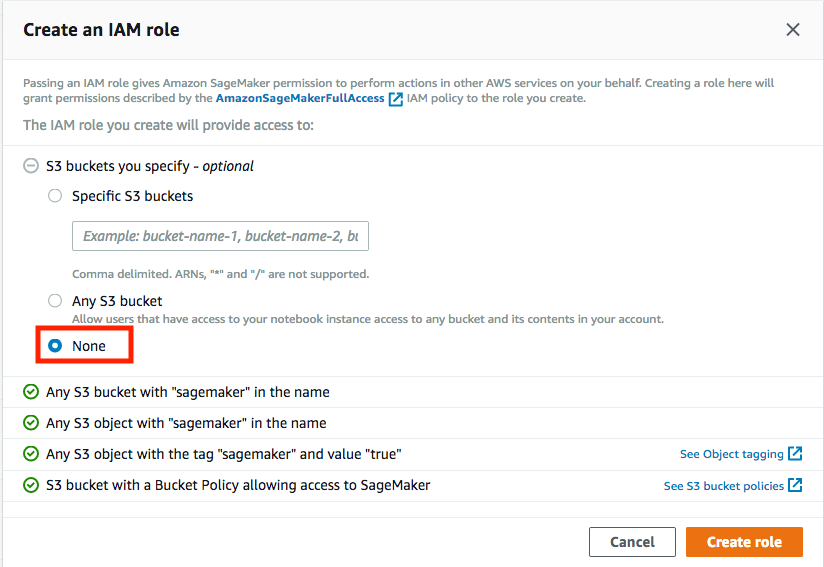 Create an IAM role
Passing an IAM role gives Amazon SageMaker permission to perform actions in other AWS services on your behalf. Creating a role here will
grant permissions described by the AmazonSageMakerFullAccess IAM policy to the role you create.
The IAM role you create will provide access to:
S3 buckets you specify - optional
Specific S3 buckets
Example: bucket-name-1, bucket-name-2, bu
Comma delimited. ARNs, "*" and "/" are not supported.
Any S3 bucket
Allow users that have access to your notebook instance access to any bucket and its contents in your account.
None
Any S3 bucket with "sagemaker" in the name
Any S3 object with "sagemaker" in the name
Any S3 object with the tag "sagemaker" and value "true" See Object tagging
S3 bucket with a Bucket Policy allowing access to SageMaker See S3 bucket policies
Cancel Create role